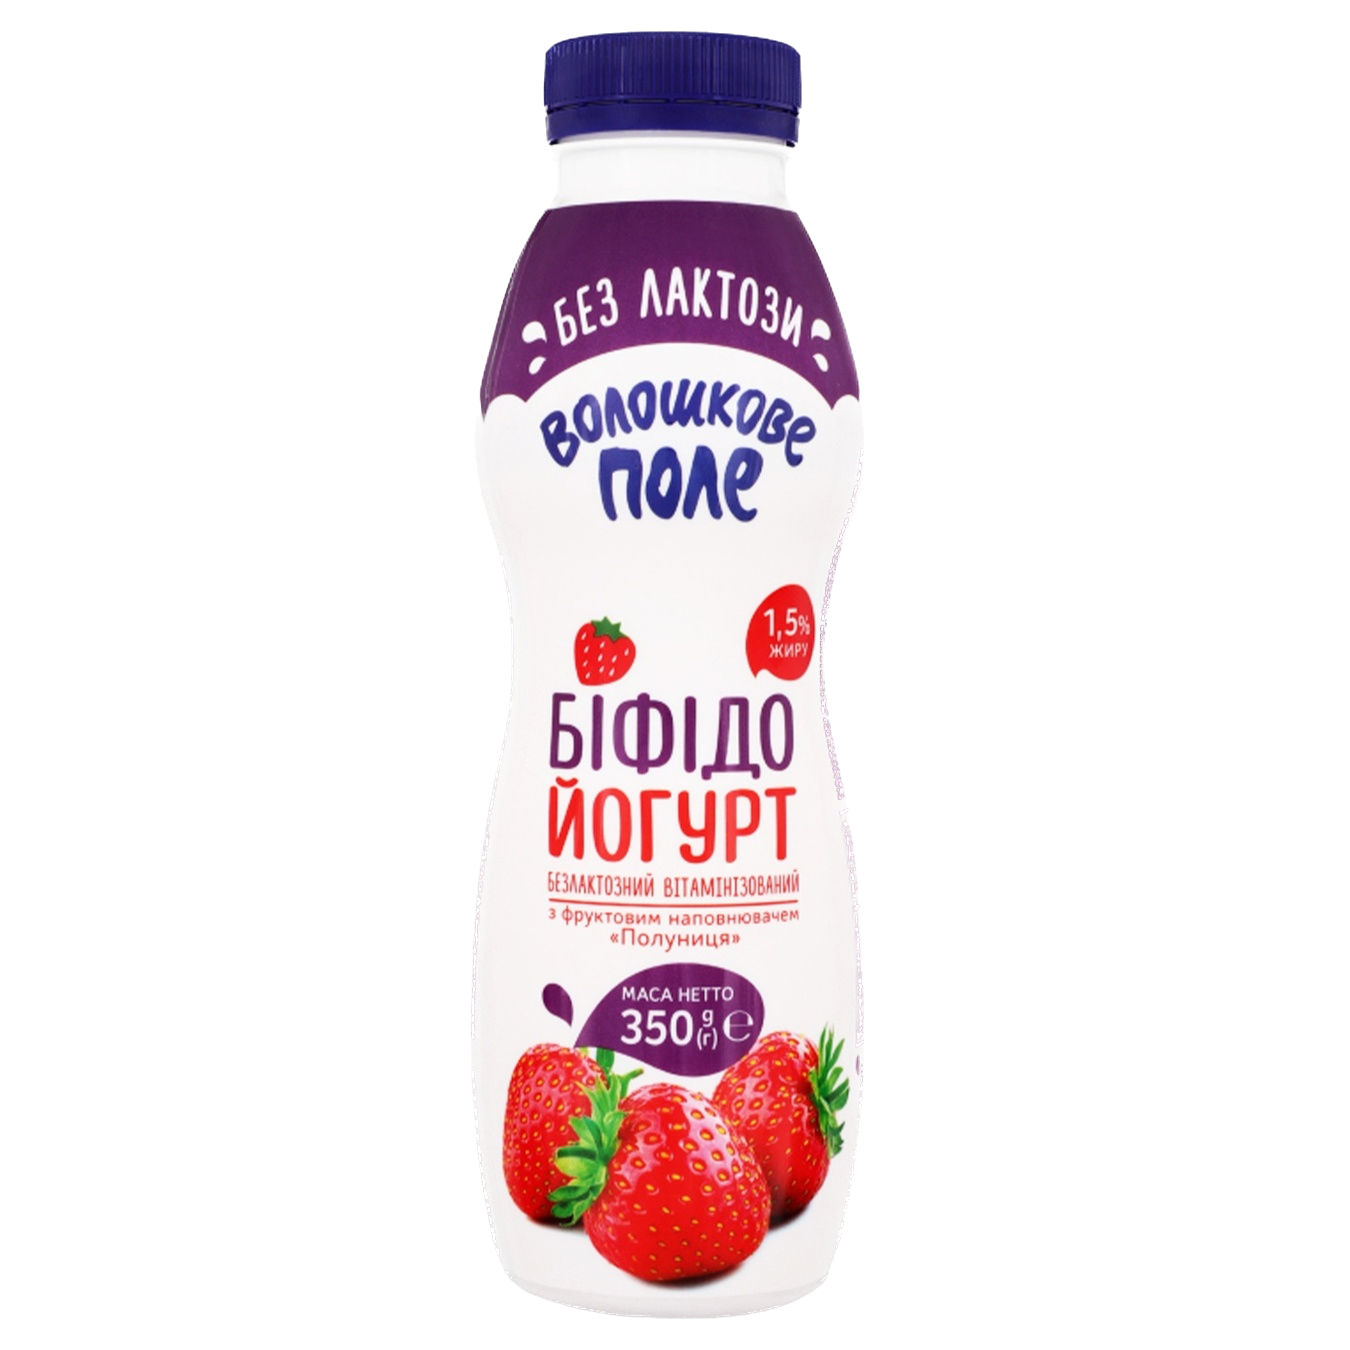 БЕЗ ЛАКТОЗИ
ВОЛОШКОВЕ
ПОЛЕ
1,5%
ЖИРУ
БІФІДО
ЙОГУРТ
БЕЗЛАКТОЗНИЙ ВІТАМІНІЗОВАНИЙ
з фруктовим наповнювачем
«Полуниця»
МАСА НЕТТО
350 g (г) ℮